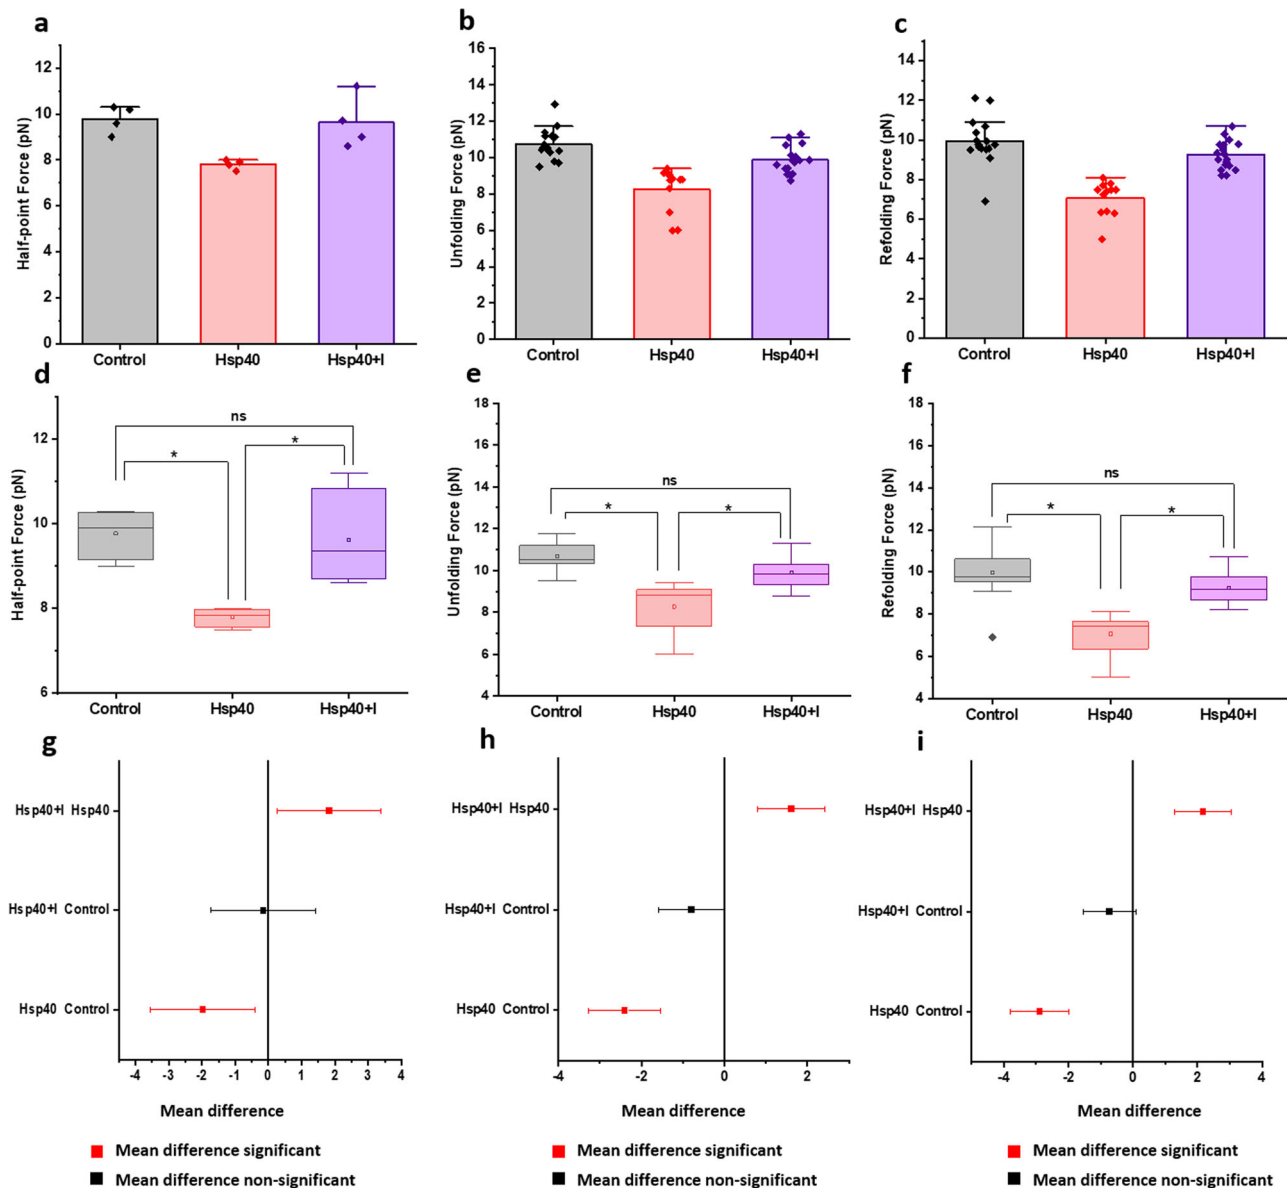 a
Half-point Force (pN)
12
10
8
6
4
2
0
Control
Hsp40
Hsp40+I
b
Unfolding Force (pN)
16
14
12
10
8
6
4
2
0
Control
Hsp40
Hsp40+I
c
Refolding Force (pN)
14
12
10
8
6
4
2
0
Control
Hsp40
Hsp40+I
d
Half-point Force (pN)
12
10
8
6
ns
*
*
Control
Hsp40
Hsp40+I
e
Unfolding Force (pN)
18
16
14
12
10
8
6
4
ns
*
*
Control
Hsp40
Hsp40+I
f
Refolding Force (pN)
18
16
14
12
10
8
6
4
ns
*
*
Control
Hsp40
Hsp40+I
g
Hsp40+I Hsp40
Hsp40+I Control
Hsp40 Control
-4 -3 -2 -1 0 1 2 3 4
Mean difference
Mean difference significant
Mean difference non-significant
h
Hsp40+I Hsp40
Hsp40+I Control
Hsp40 Control
-4 -2 0 2
Mean difference
Mean difference significant
Mean difference non-significant
i
Hsp40+I Hsp40
Hsp40+I Control
Hsp40 Control
-4 -2 0 2 4
Mean difference
Mean difference significant
Mean difference non-significant